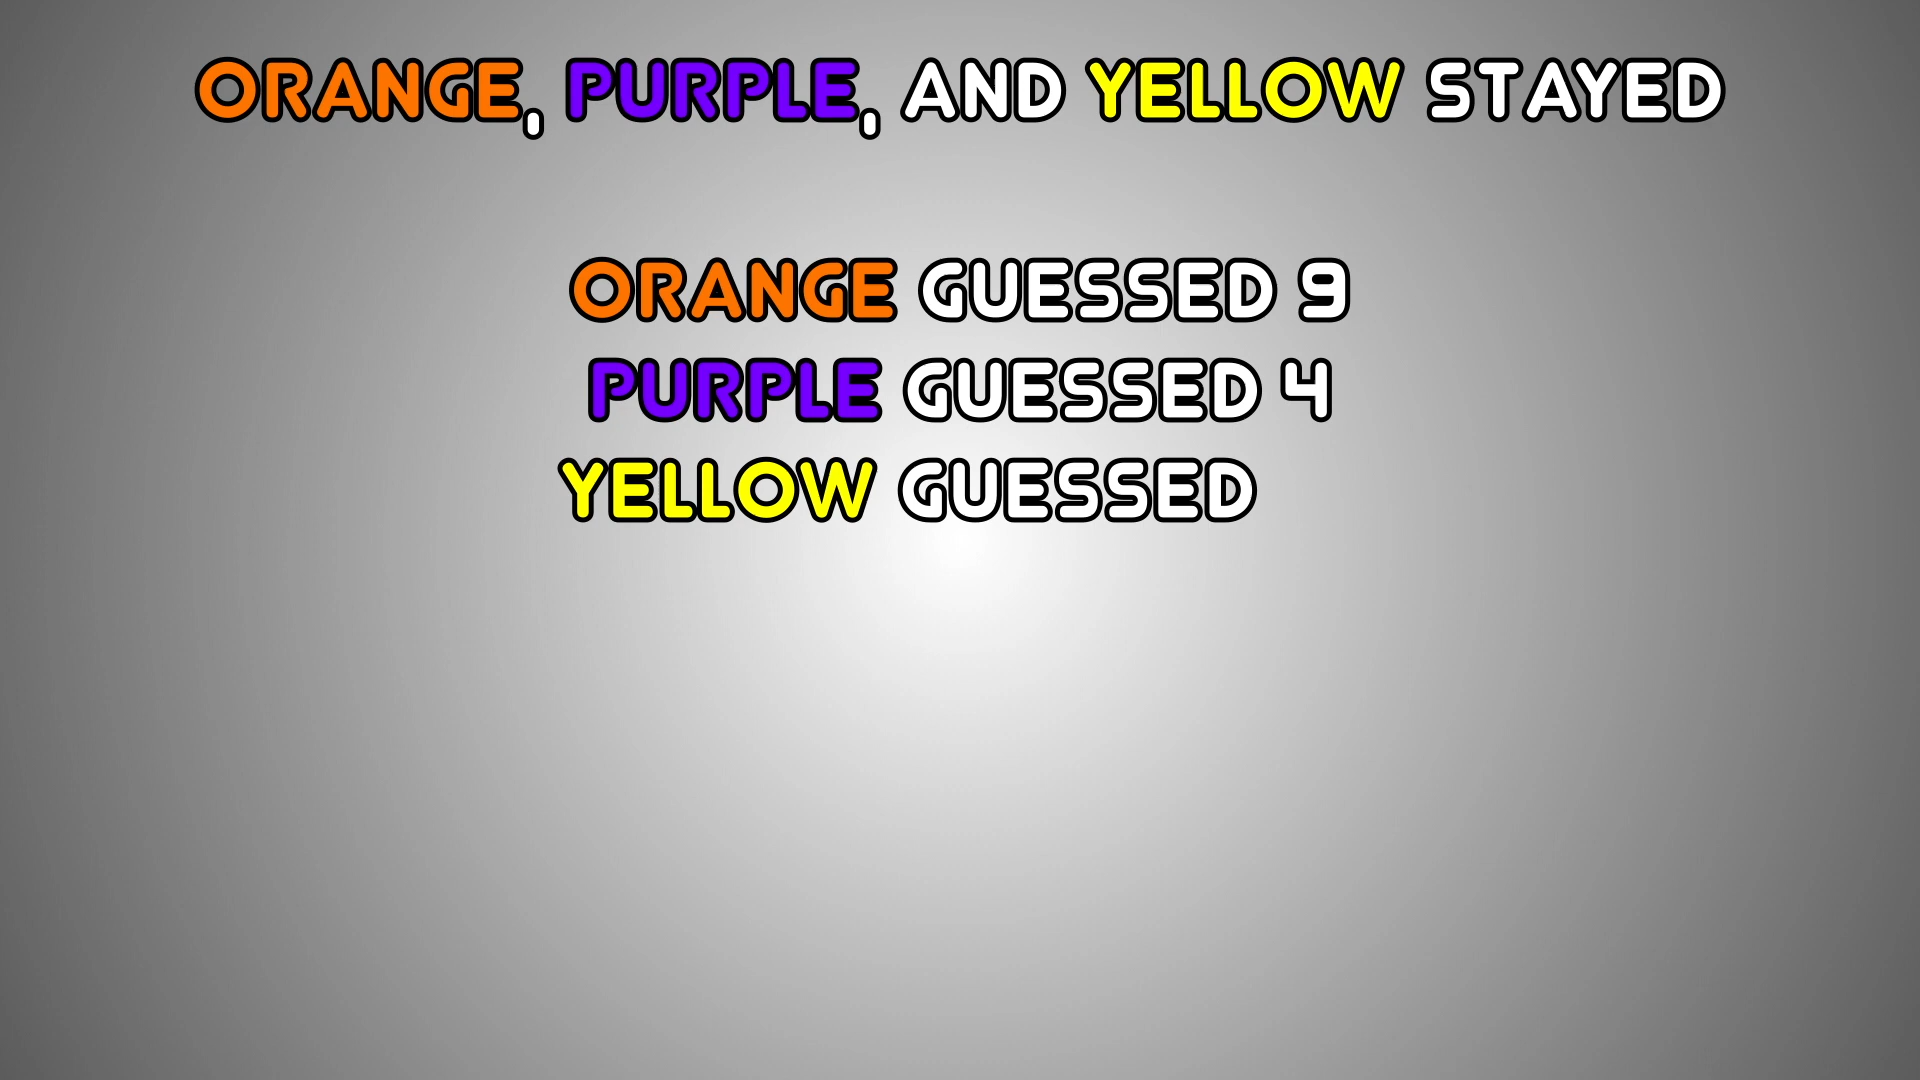 ORANGE, PURPLE, AND YELLOW STAYED
ORANGE GUESSED 9
PURPLE GUESSED 4
YELLOW GUESSED